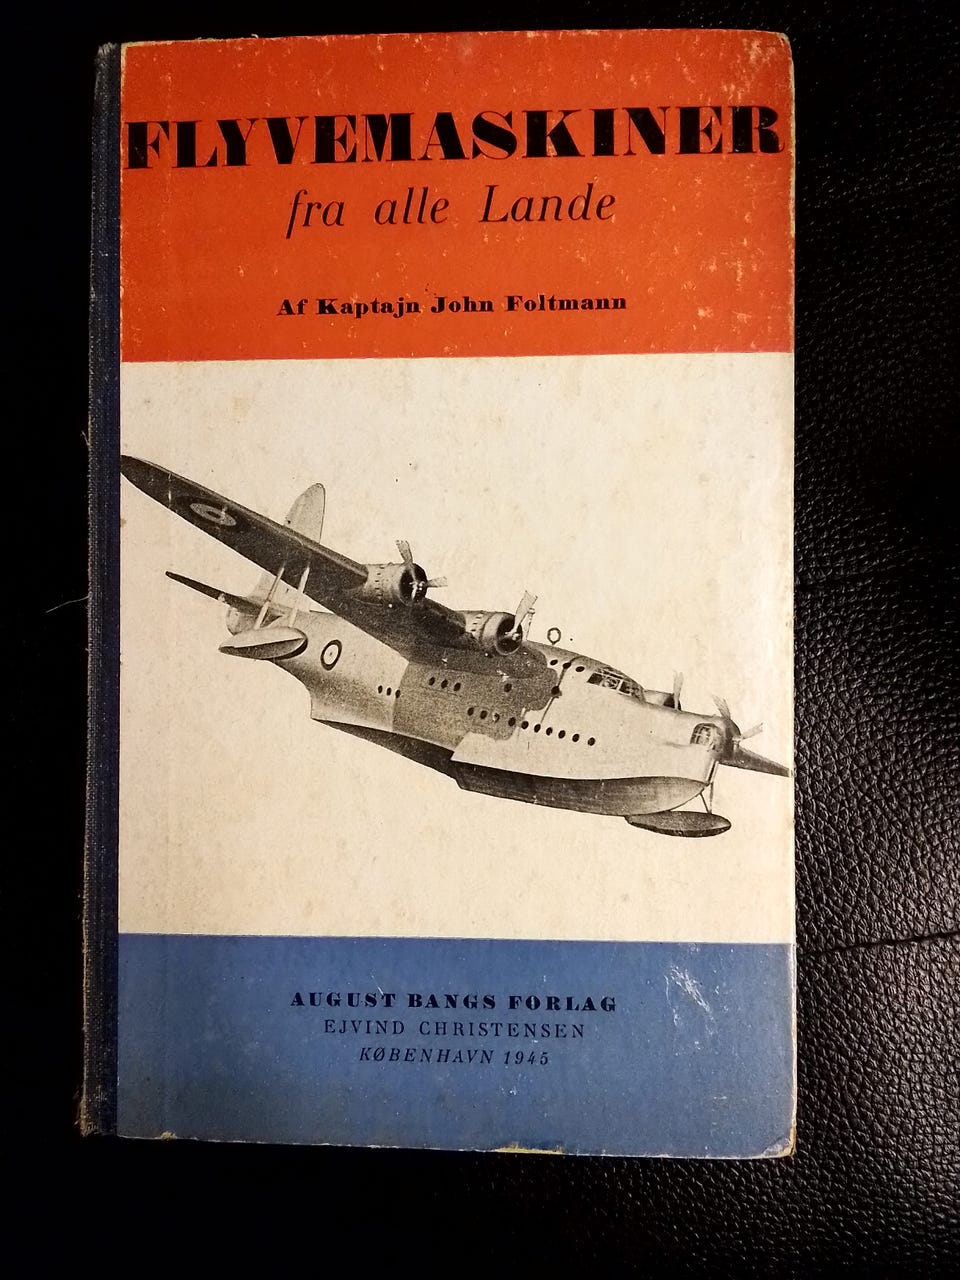 FLYVEMASKINER
fra alle Lande
Af Kaptajn John Foltmann
AUGUST BANGS FORLAG
EJVIND CHRISTENSEN
KØBENHAVN 1945